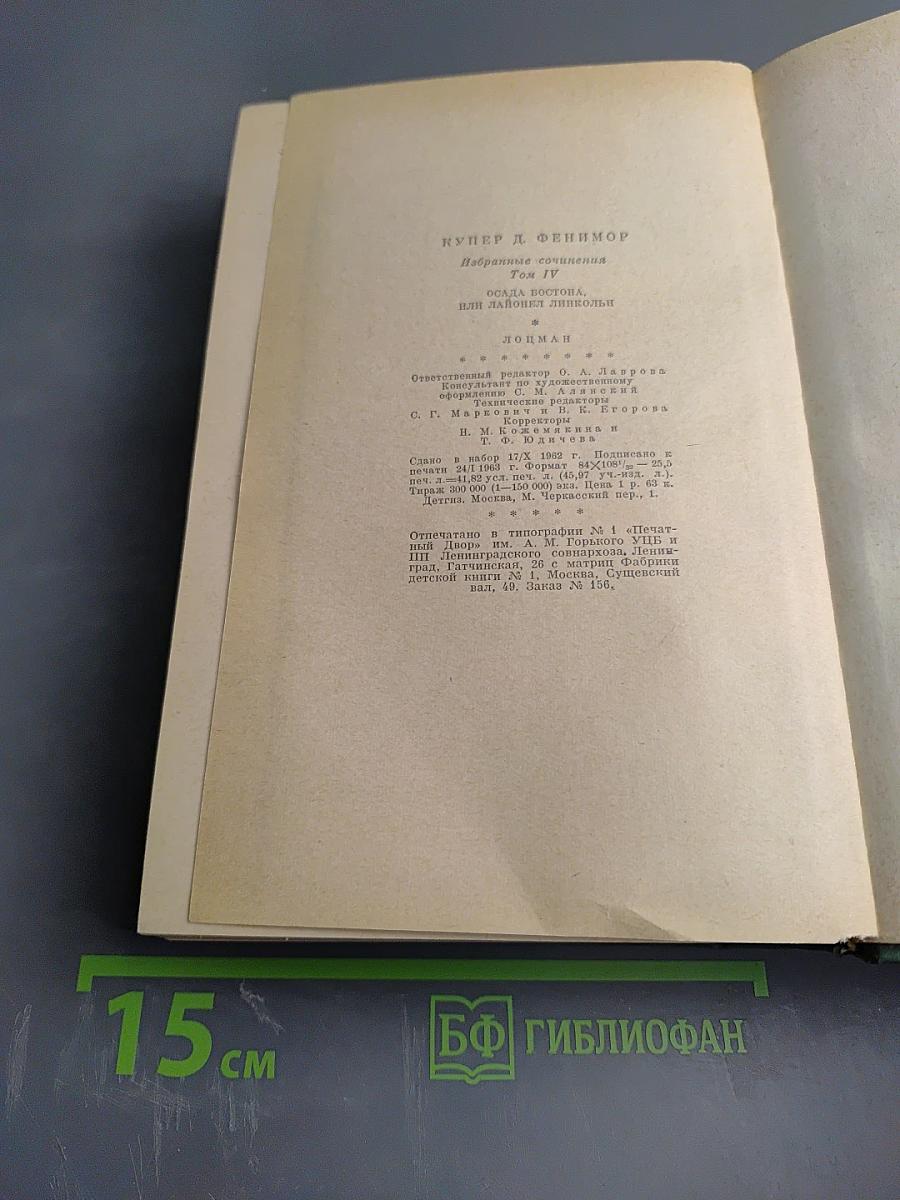 КУПЕР Д. ФЕНИМОР
Избранные сочинения
Том IV
ОСАДА БОСТОНА,
ИЛИ ЛАЙОНЕЛ ЛИНКОЛЬН
*
ЛОЦМАН
* * * * * * * *
Ответственный редактор О. А. Лаврова
Консультант по художественному
оформлению С. М. Алянский
Технические редакторы
С. Г. Маркович и В. К. Егорова
Корректоры
Н. М. Кожемякина и
Т. Ф. Юдичева
Сдано в набор 17/X 1962 г. Подписано к
печати 24/I 1963 г. Формат 84×108¹/₃₂ — 25,5
печ. л.=41,82 усл. печ. л. (45,97 уч.-изд. л.).
Тираж 300 000 (1—150 000) экз. Цена 1 р. 63 к.
Детгиз. Москва, М. Черкасский пер., 1.
* * * * *
Отпечатано в типографии № 1 «Печат-
ный Двор» им. А. М. Горького УЦБ и
ПП Ленинградского совнархоза. Ленин-
град, Гатчинская, 26 с матриц Фабрики
детской книги № 1, Москва, Сущевский
вал, 49. Заказ № 156.
15 см
БФ ГИБЛИОФАН